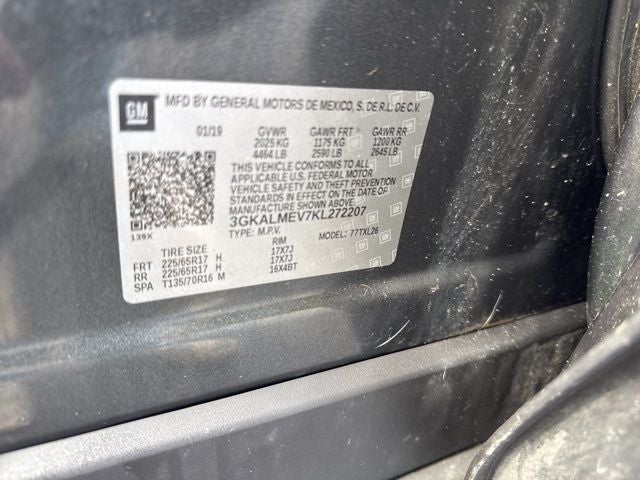 GM MFD BY GENERAL MOTORS DE MEXICO, S. DE R.L. DE C.V.
01/19 GVWR GAWR FRT GAWR RR
2025 KG 1175 KG 1200 KG
4464 LB 2590 LB 2645 LB
THIS VEHICLE CONFORMS TO ALL
APPLICABLE U.S. FEDERAL MOTOR
VEHICLE SAFETY AND THEFT PREVENTION
STANDARDS IN EFFECT ON THE DATE OF
MANUFACTURE SHOWN ABOVE.
3GKALMEV7KL272207
139X TYPE: M.P.V. MODEL: 77TXL26
TIRE SIZE RIM
FRT 225/65R17 H 17X7J
RR 225/65R17 H 17X7J
SPA T135/70R16 M 16X4BT